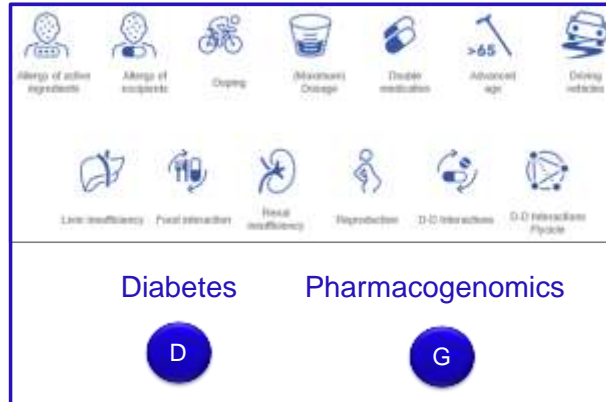 >65
Allergy of active
ingredients
Allergy of
excipients
Doping
(Maximum)
Dosage
Double
medication
Advanced
age
Driving
vehicles
Liver insufficiency
Food interaction
Renal
insufficiency
Reproduction
D-D Interactions
D-D Interactions
Diabetes
Pharmacogenomics
D
G